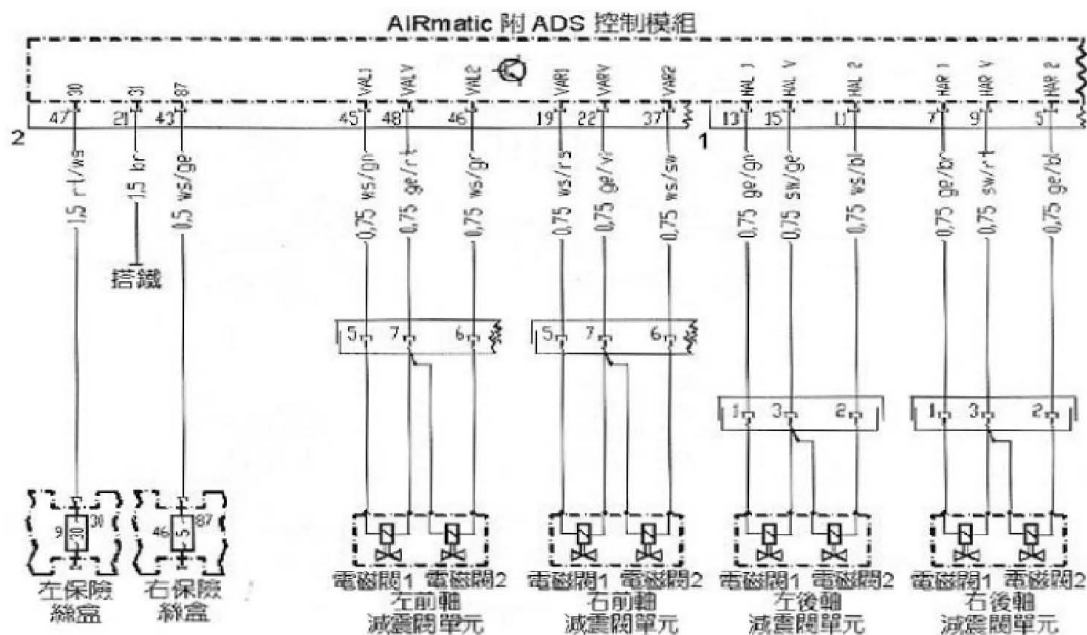 AIRmatic 附 ADS 控制模組
30 31 87 VAL1 VALV VAL2 VAR1 VARV VAR2 HAL 1 HAL V HAL 2 HAR 1 HAR V HAR 2
47 21 43 45 48 46 19 22 37 13 15 11 7 9 5
2 1
1,5 rt/ws 1,5 br 0,5 ws/ge 0,75 ws/gn 0,75 ge/rt 0,75 ws/gr 0,75 ws/rs 0,75 ge/vi 0,75 ws/sw 0,75 ge/gn 0,75 sw/ge 0,75 ws/bl 0,75 ge/br 0,75 sw/rt 0,75 ge/bl
搭鐵
5 7 6 5 7 6
1 3 2 1 3 2
9 30 30 46 5 87
左保險 右保險 電磁閥1 電磁閥2 電磁閥1 電磁閥2 電磁閥1 電磁閥2 電磁閥1 電磁閥2
絲盒 絲盒 左前軸 右前軸 左後軸 右後軸
減震閥單元 減震閥單元 減震閥單元 減震閥單元